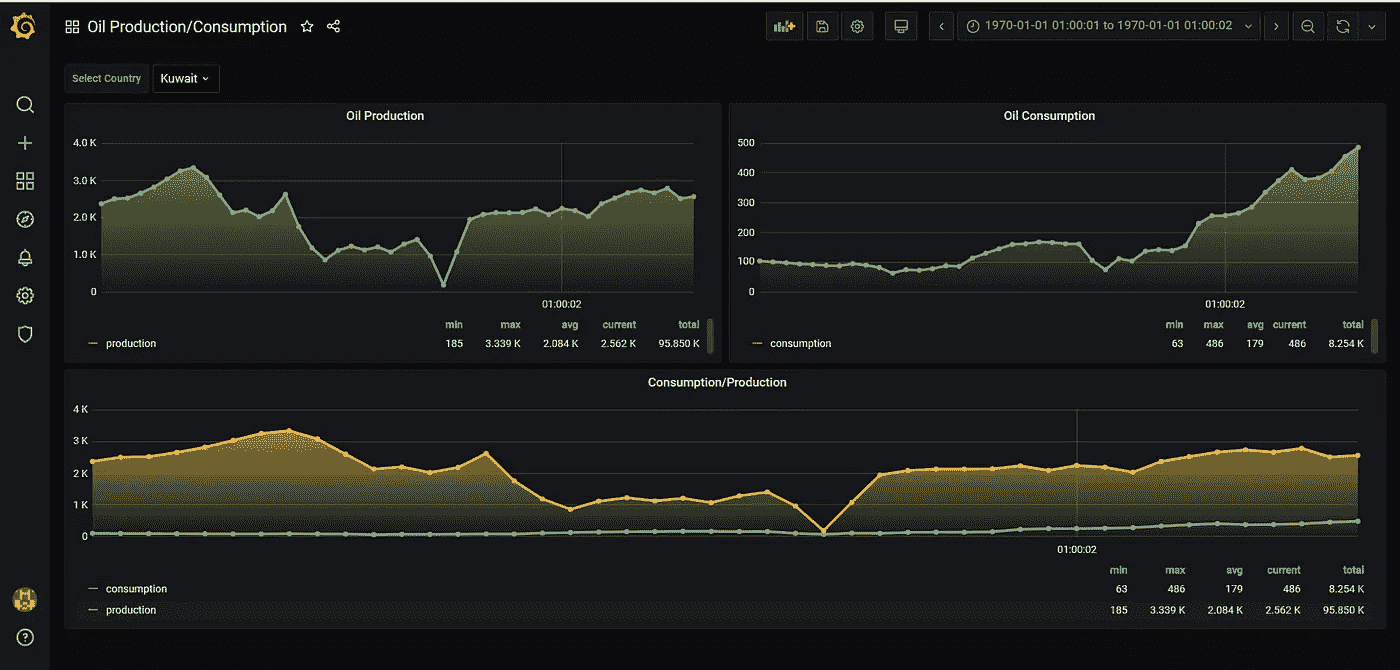 Oil Production/Consumption
1970-01-01 01:00:01 to 1970-01-01 01:00:02
Select Country Kuwait
Oil Production
4.0 K
3.0 K
2.0 K
1.0 K
0
01:00:02
min max avg current total
production 185 3.339 K 2.084 K 2.562 K 95.850 K
Oil Consumption
500
400
300
200
100
0
01:00:02
min max avg current total
consumption 63 486 179 486 8.254 K
Consumption/Production
4 K
3 K
2 K
1 K
0
01:00:02
min max avg current total
consumption 63 486 179 486 8.254 K
production 185 3.339 K 2.084 K 2.562 K 95.850 K